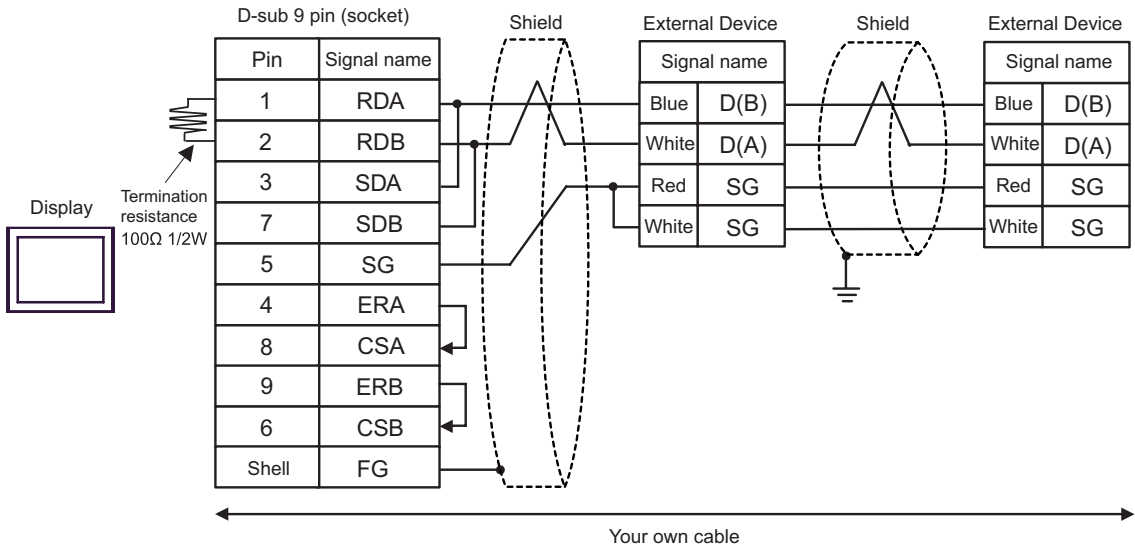 D-sub 9 pin (socket)
Shield
External Device
Shield
External Device
Pin Signal name
Signal name
Signal name
1 RDA
Blue D(B)
Blue D(B)
2 RDB
White D(A)
White D(A)
3 SDA
Red SG
Red SG
7 SDB
White SG
White SG
5 SG
4 ERA
8 CSA
9 ERB
6 CSB
Shell FG
Termination
resistance
100Ω 1/2W
Display
Your own cable